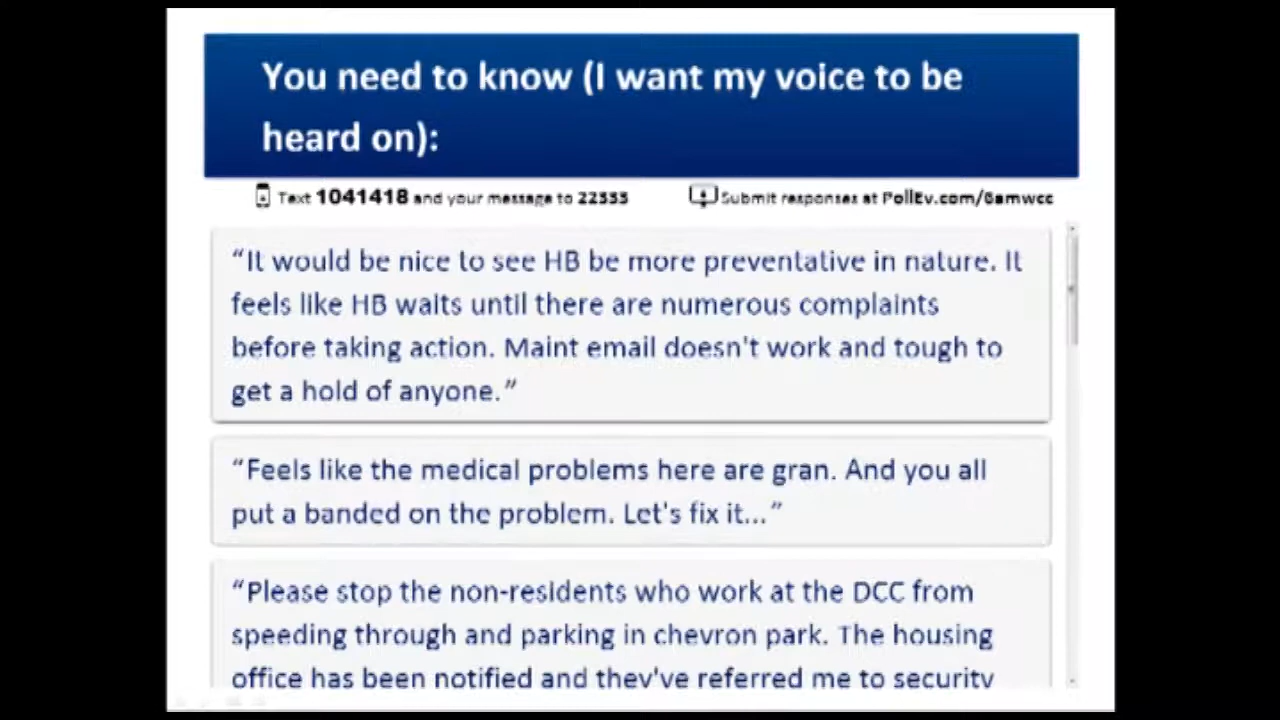 You need to know (I want my voice to be
heard on):
Text 1041418 and your message to 22333
Submit responses at PollEv.com/6amwcc
“It would be nice to see HB be more preventative in nature. It
feels like HB waits until there are numerous complaints
before taking action. Maint email doesn't work and tough to
get a hold of anyone.”
“Feels like the medical problems here are gran. And you all
put a banded on the problem. Let's fix it...”
“Please stop the non-residents who work at the DCC from
speeding through and parking in chevron park. The housing
office has been notified and they've referred me to security